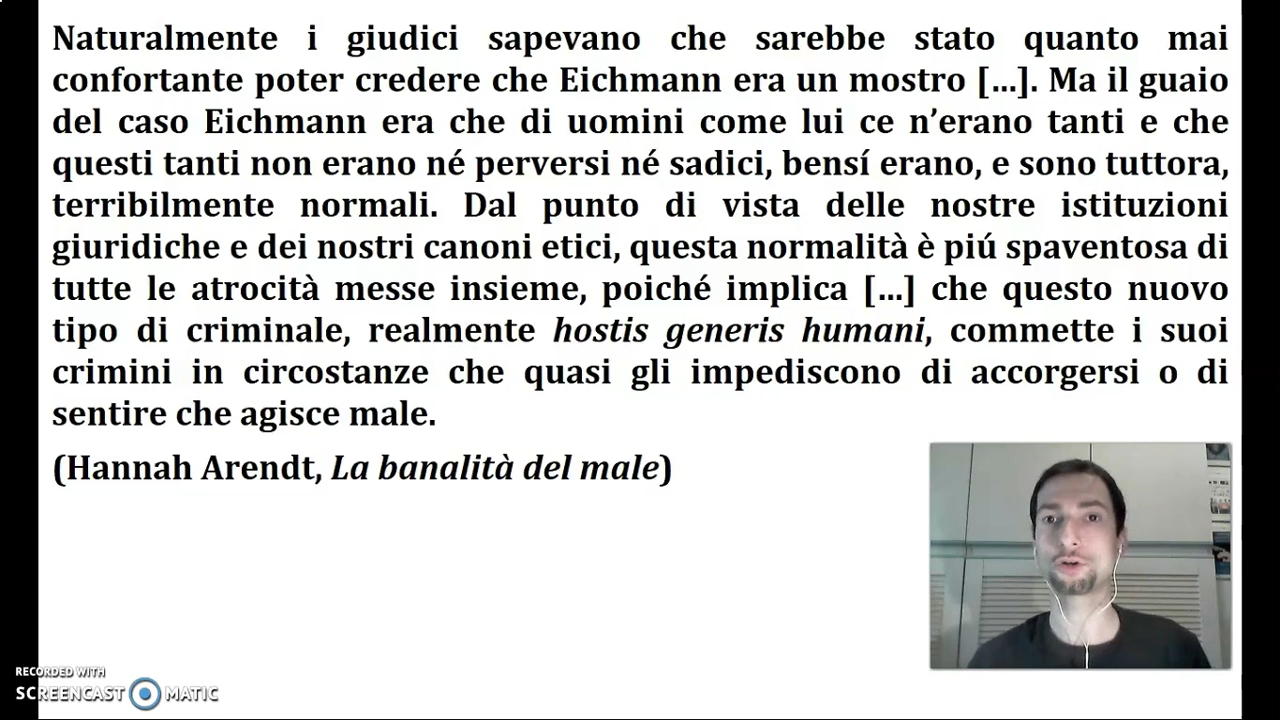 Naturalmente i giudici sapevano che sarebbe stato quanto mai
confortante poter credere che Eichmann era un mostro [...]. Ma il guaio
del caso Eichmann era che di uomini come lui ce n’erano tanti e che
questi tanti non erano né perversi né sadici, bensí erano, e sono tuttora,
terribilmente normali. Dal punto di vista delle nostre istituzioni
giuridiche e dei nostri canoni etici, questa normalità è piú spaventosa di
tutte le atrocità messe insieme, poiché implica [...] che questo nuovo
tipo di criminale, realmente hostis generis humani, commette i suoi
crimini in circostanze che quasi gli impediscono di accorgersi o di
sentire che agisce male.
(Hannah Arendt, La banalità del male)
RECORDED WITH
SCREENCAST MATIC